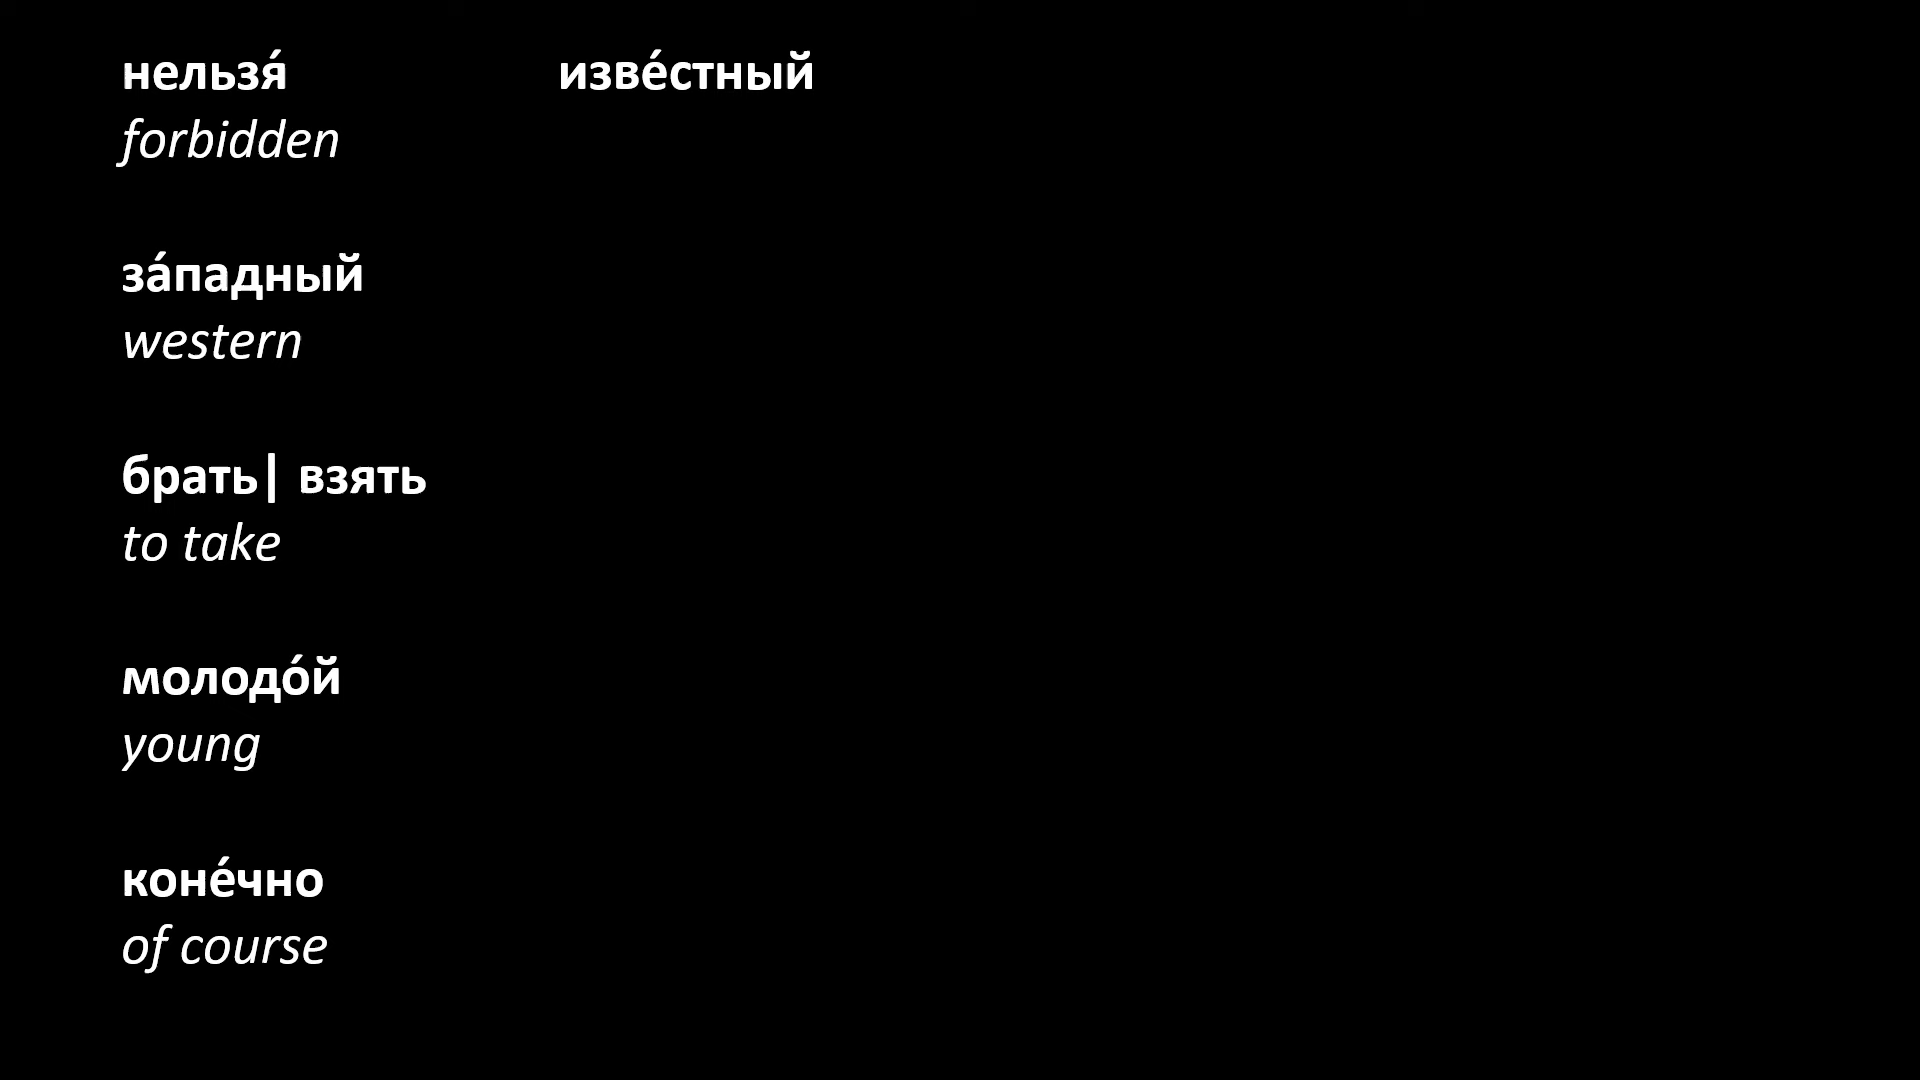 нельзя́
forbidden
за́падный
western
брать| взять
to take
молодо́й
young
коне́чно
of course
изве́стный